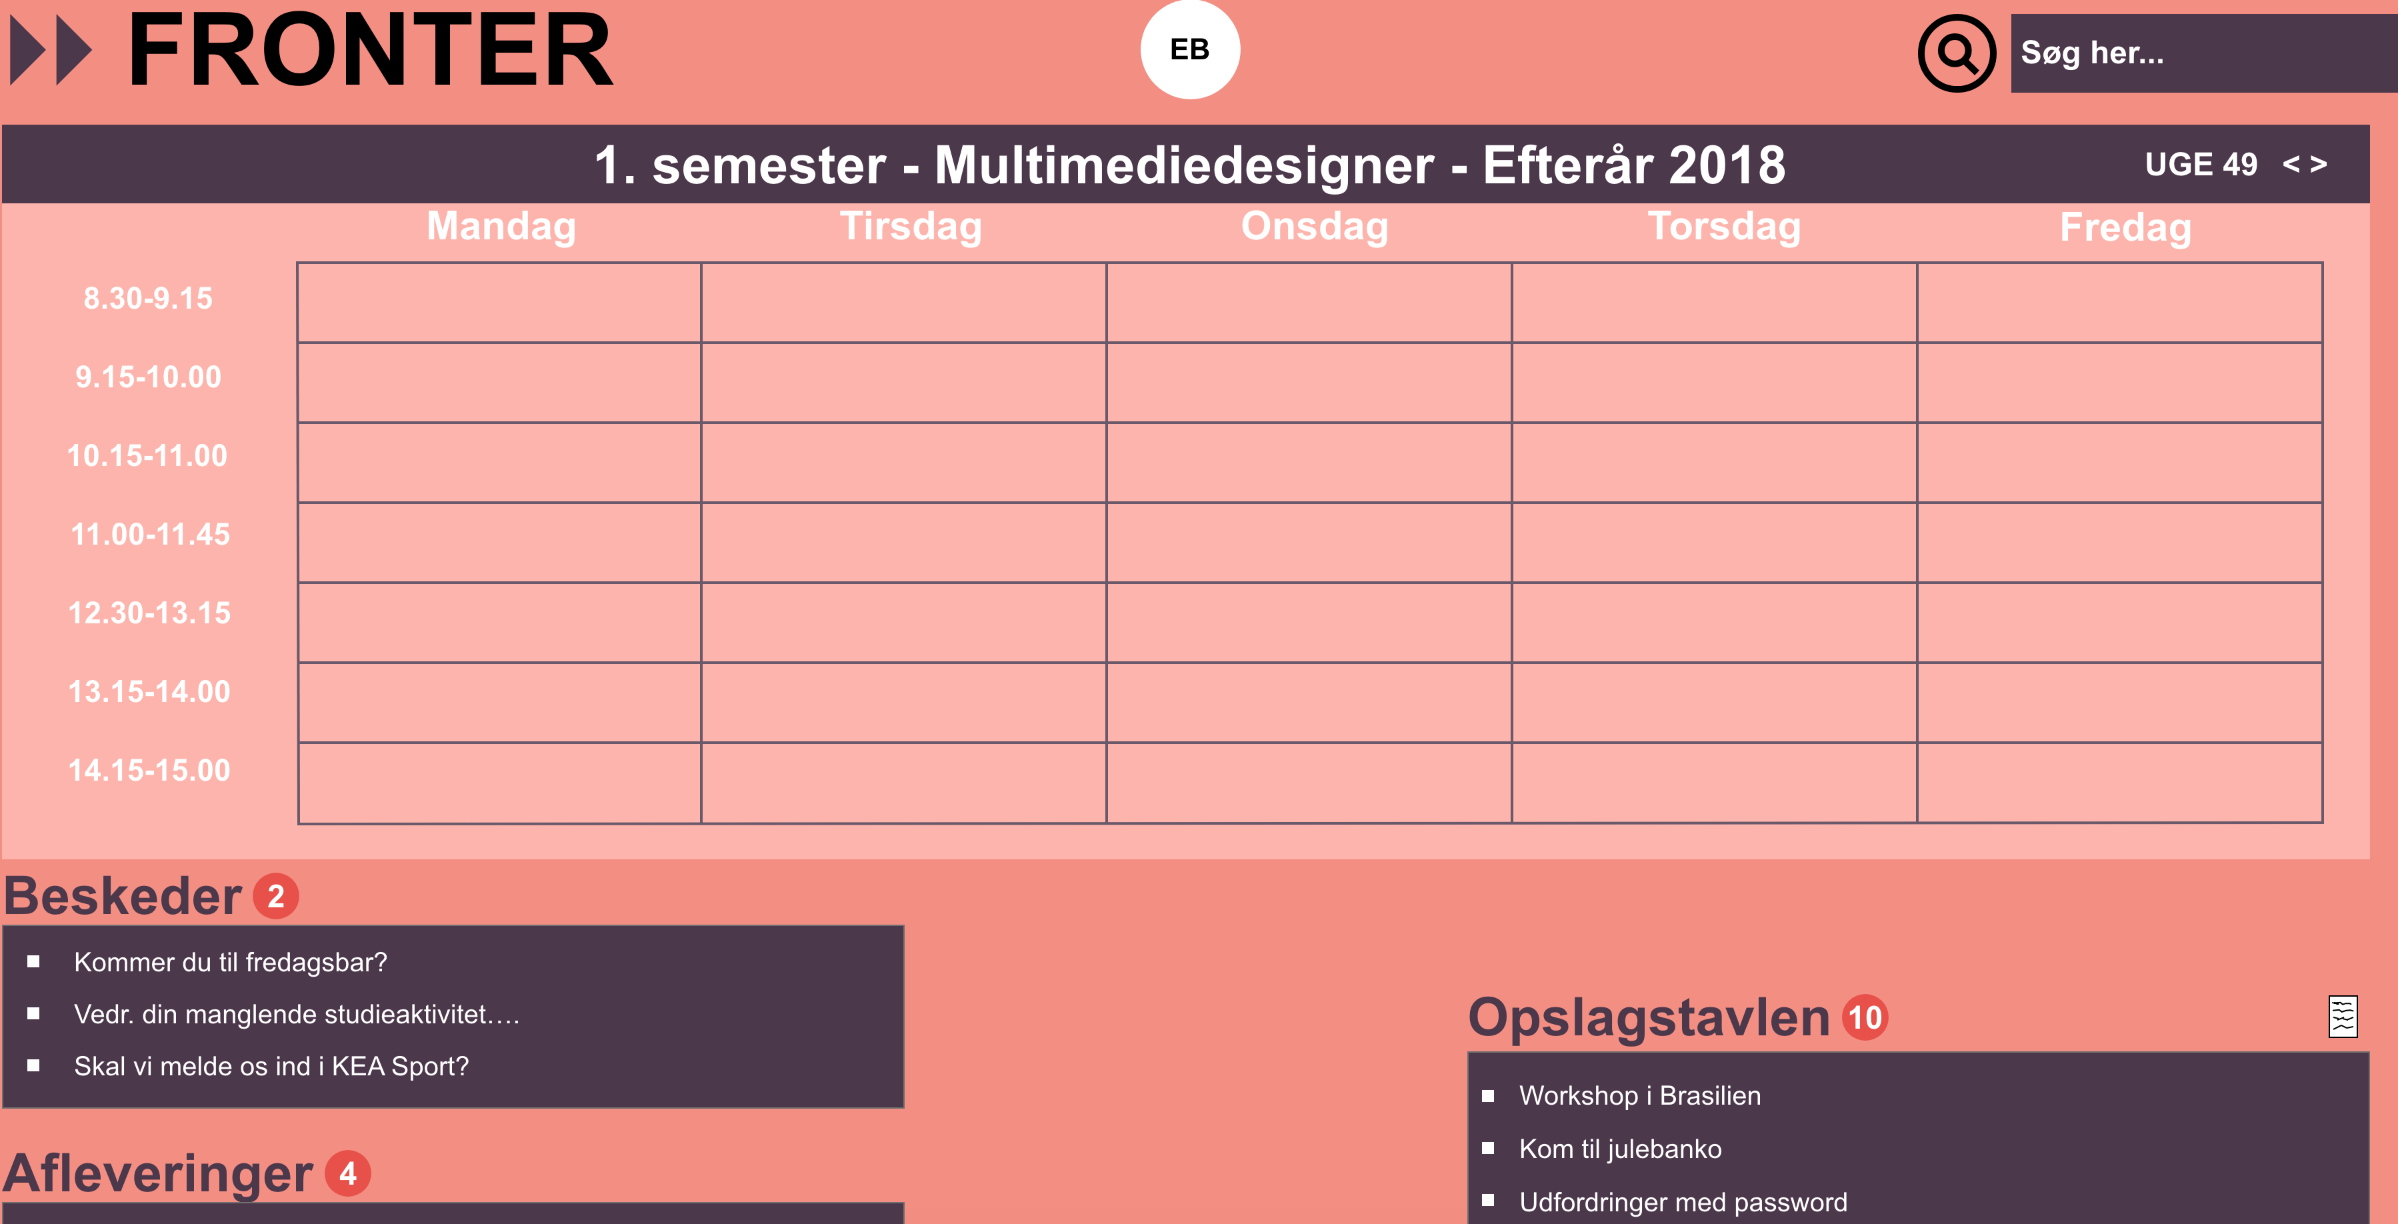 FRONTER
EB
Søg her...
1. semester - Multimediedesigner - Efterår 2018
UGE 49 < >
Mandag Tirsdag Onsdag Torsdag Fredag
8.30-9.15
9.15-10.00
10.15-11.00
11.00-11.45
12.30-13.15
13.15-14.00
14.15-15.00
Beskeder 2
Kommer du til fredagsbar?
Vedr. din manglende studieaktivitet….
Skal vi melde os ind i KEA Sport?
Afleveringer 4
Opslagstavlen 10
Workshop i Brasilien
Kom til julebanko
Udfordringer med password